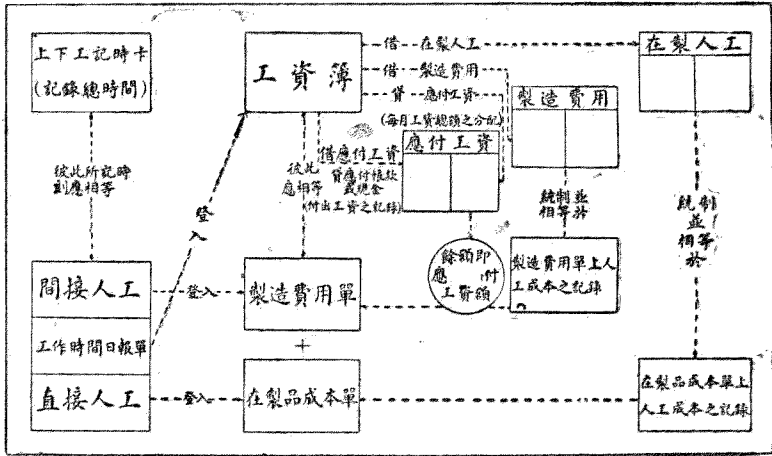 上下工記時卡
(記錄總時間)
工資簿
借 在製人工
借 製造費用
貸 應付工資
(每月工資總額之分配)
在製人工
製造費用
應付工資
彼此所記時
刻應相等
登入
彼此
應相等
借應付工資
貸應付帳款
或現金
(付出工資之記錄)
統制並
相等於
統制
並
相等
於
間接人工
工作時間日報單
直接人工
登入
製造費用單
餘額即
應 付
工資額
製造費用單上人
工成本之記錄
+
登入
在製品成本單
在製品成本單上
人工成本之記錄